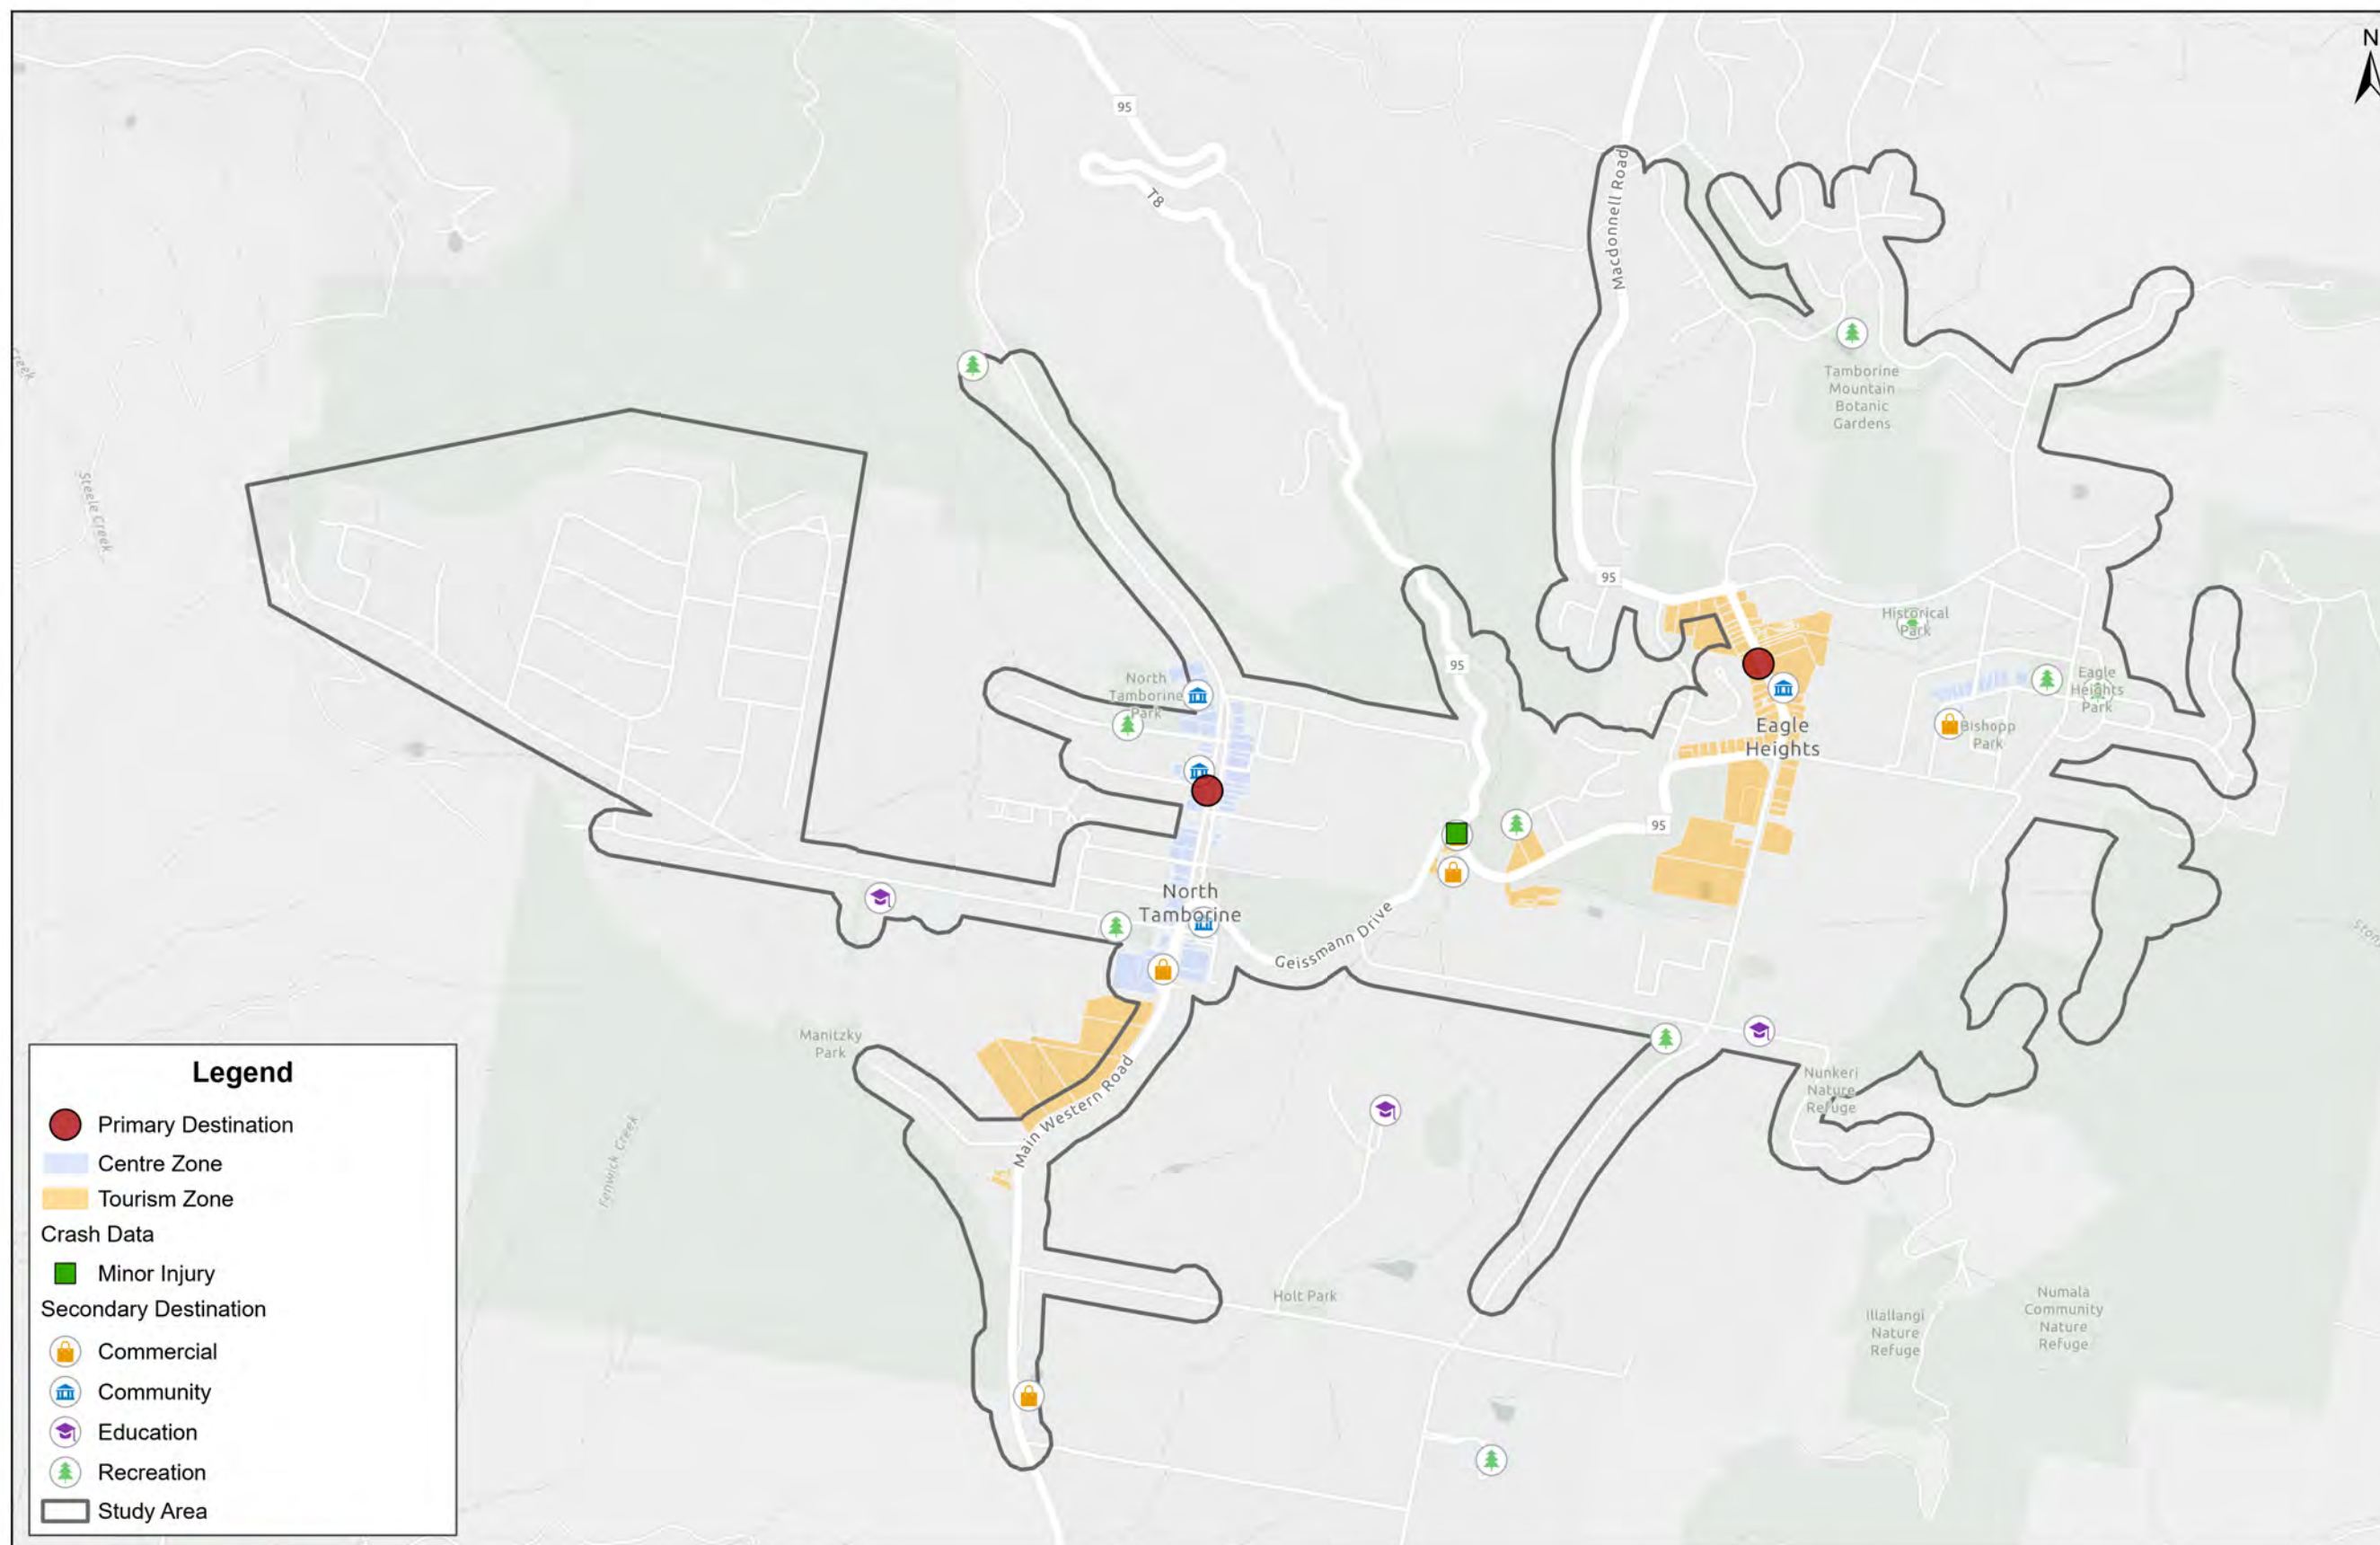 N
95
T8
Macdonnell Road
Creek
Steele Creek
Tamborine
Mountain
Botanic
Gardens
95
95
Historical
Park
North
Tamborine
Park
Eagle
Heights
Park
Eagle
Heights
Bishopp
Park
95
North
Tamborine
Geissmann Drive
Manitzky
Park
Main Western Road
Fenwick Creek
Nunkeri
Nature
Refuge
Holt Park
Illallangi
Nature
Refuge
Numala
Community
Nature
Refuge
Legend
Primary Destination
Centre Zone
Tourism Zone
Crash Data
Minor Injury
Secondary Destination
Commercial
Community
Education
Recreation
Study Area